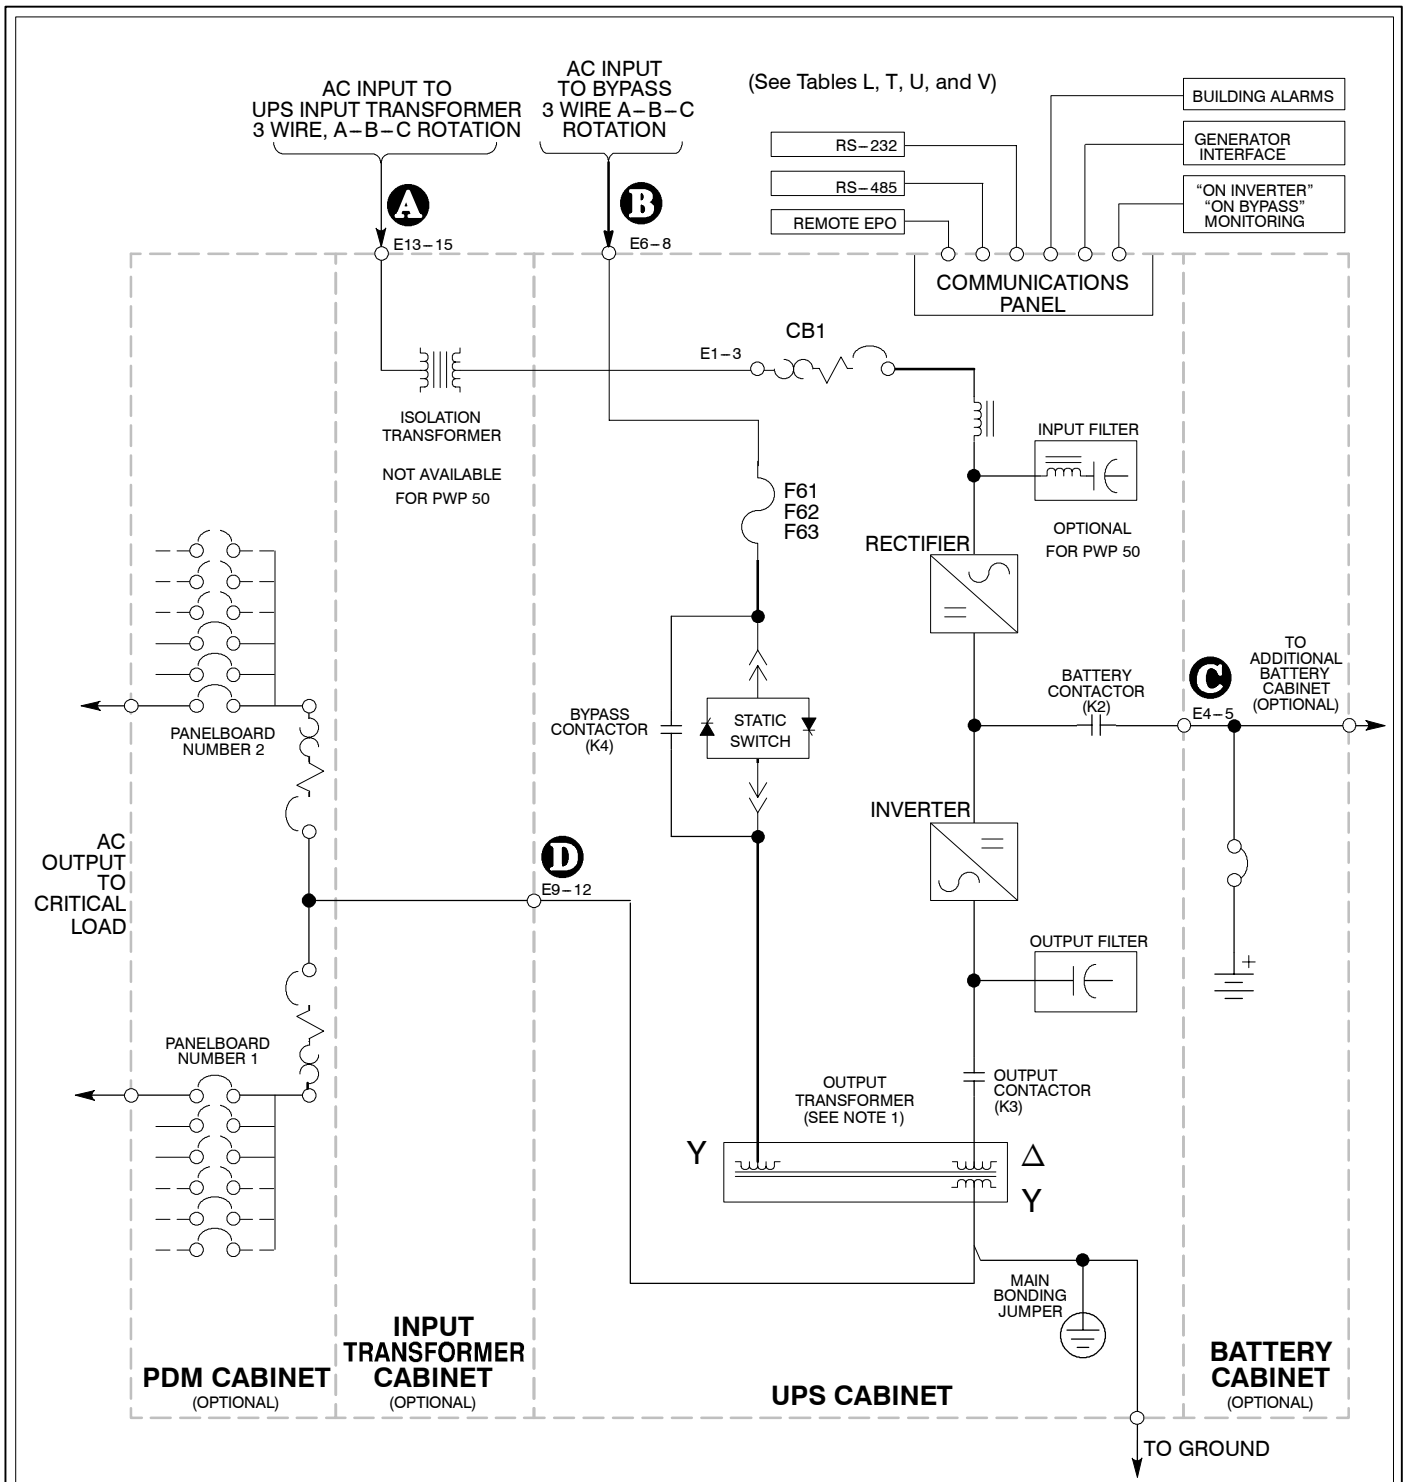 AC INPUT TO
UPS INPUT TRANSFORMER
3 WIRE, A–B–C ROTATION
AC INPUT
TO BYPASS
3 WIRE A–B–C
ROTATION
(See Tables L, T, U, and V)
RS–232
RS–485
REMOTE EPO
BUILDING ALARMS
GENERATOR
INTERFACE
“ON INVERTER”
“ON BYPASS”
MONITORING
A
E13–15
B
E6–8
COMMUNICATIONS
PANEL
CB1
E1–3
ISOLATION
TRANSFORMER
NOT AVAILABLE
FOR PWP 50
INPUT FILTER
OPTIONAL
FOR PWP 50
F61
F62
F63
RECTIFIER
BYPASS
CONTACTOR
(K4)
STATIC
SWITCH
BATTERY
CONTACTOR
(K2)
C
E4–5
TO
ADDITIONAL
BATTERY
CABINET
(OPTIONAL)
PANELBOARD
NUMBER 2
INVERTER
AC
OUTPUT
TO
CRITICAL
LOAD
D
E9–12
OUTPUT FILTER
+
PANELBOARD
NUMBER 1
OUTPUT
TRANSFORMER
(SEE NOTE 1)
OUTPUT
CONTACTOR
(K3)
Y
Δ
Y
MAIN
BONDING
JUMPER
PDM CABINET
(OPTIONAL)
INPUT
TRANSFORMER
CABINET
(OPTIONAL)
UPS CABINET
BATTERY
CABINET
(OPTIONAL)
TO GROUND